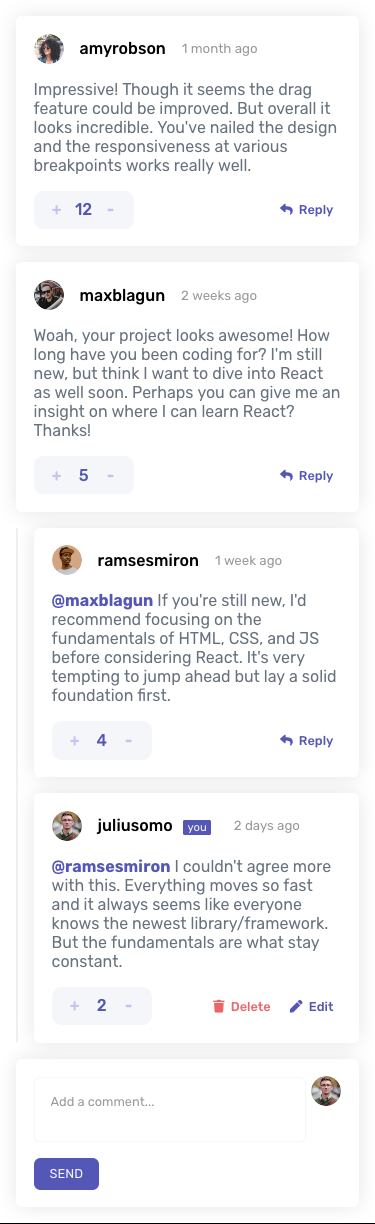 amyrobson 1 month ago
Impressive! Though it seems the drag
feature could be improved. But overall it
looks incredible. You've nailed the design
and the responsiveness at various
breakpoints works really well.
+ 12 - Reply
maxblagun 2 weeks ago
Woah, your project looks awesome! How
long have you been coding for? I'm still
new, but think I want to dive into React
as well soon. Perhaps you can give me an
insight on where I can learn React?
Thanks!
+ 5 - Reply
ramsesmiron 1 week ago
@maxblagun If you're still new, I'd
recommend focusing on the
fundamentals of HTML, CSS, and JS
before considering React. It's very
tempting to jump ahead but lay a solid
foundation first.
+ 4 - Reply
juliusomo you 2 days ago
@ramsesmiron I couldn't agree more
with this. Everything moves so fast
and it always seems like everyone
knows the newest library/framework.
But the fundamentals are what stay
constant.
+ 2 - Delete Edit
Add a comment...
SEND